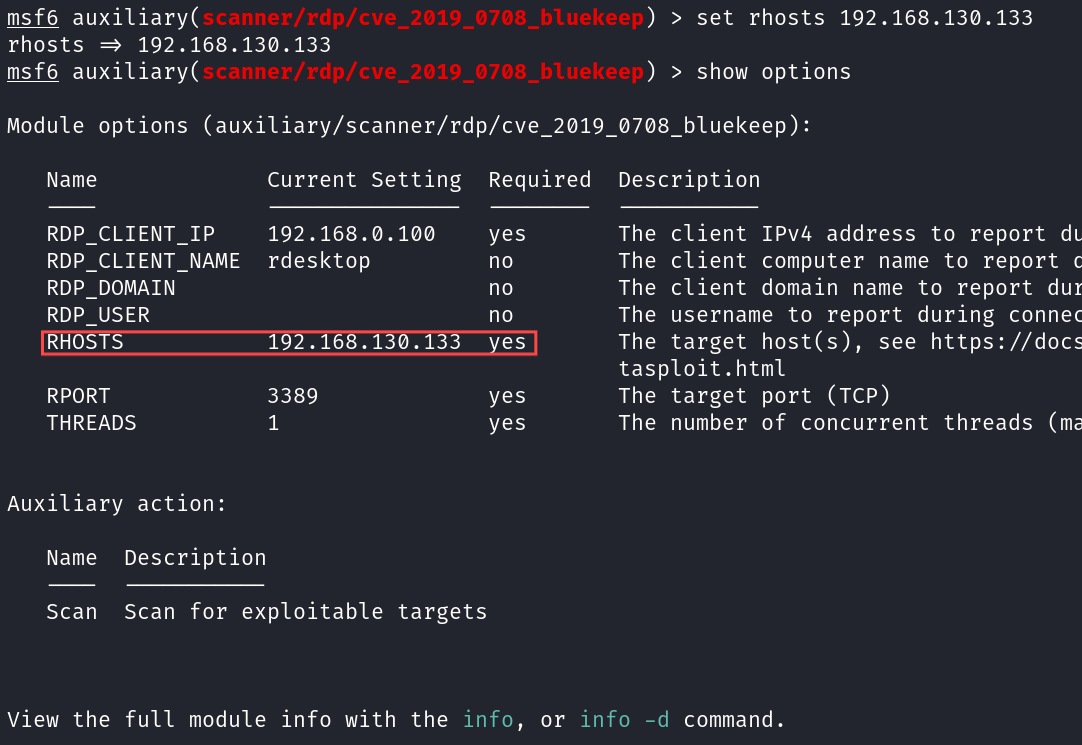 msf6 auxiliary(scanner/rdp/cve_2019_0708_bluekeep) > set rhosts 192.168.130.133
rhosts => 192.168.130.133
msf6 auxiliary(scanner/rdp/cve_2019_0708_bluekeep) > show options
Module options (auxiliary/scanner/rdp/cve_2019_0708_bluekeep):
Name Current Setting Required Description
RDP_CLIENT_IP 192.168.0.100 yes The client IPv4 address to report
RDP_CLIENT_NAME rdesktop no The client computer name to report
RDP_DOMAIN no The client domain name to report
RDP_USER no The username to report during
RHOSTS 192.168.130.133 yes The target host(s), see https://docs
tasploit.html
RPORT 3389 yes The target port (TCP)
THREADS 1 yes The number of concurrent threads
Auxiliary action:
Name Description
Scan Scan for exploitable targets
View the full module info with the info, or info -d command.